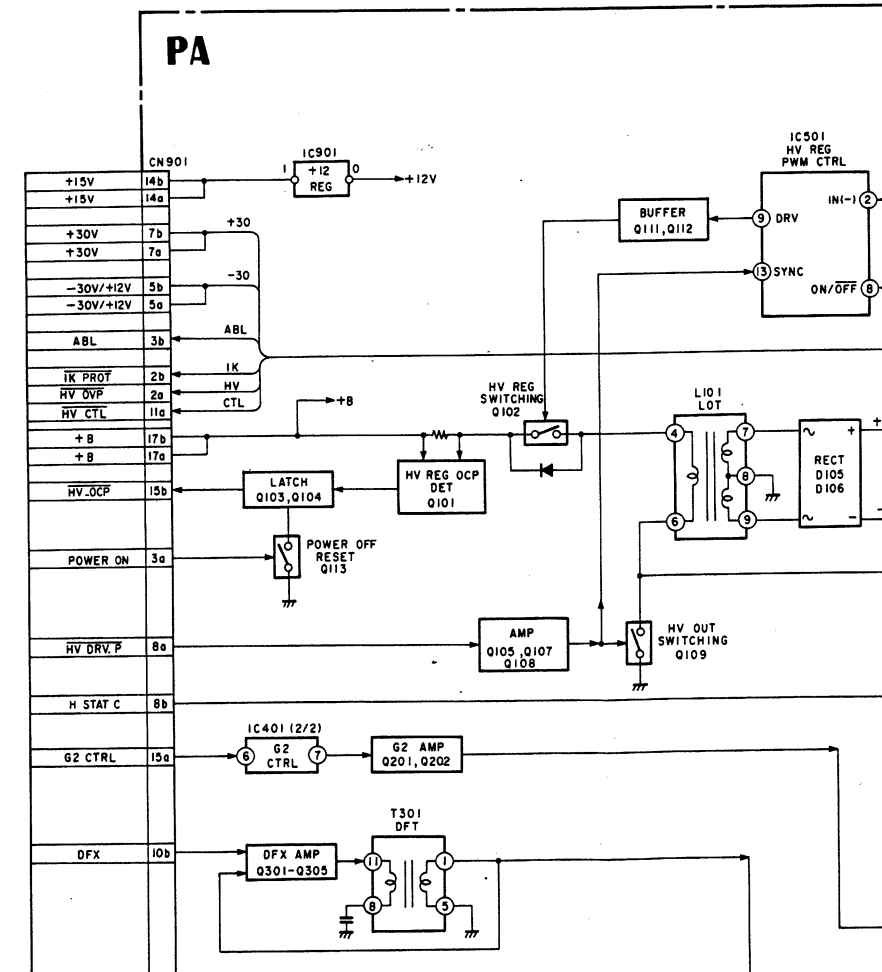 PA
CN901
+15V 14b
+15V 14a
+30V 7b
+30V 7a
-30V/+12V 5b
-30V/+12V 5a
ABL 3b
IK PROT 2b
HV OVP 2a
HV CTL 11a
+B 17b
+B 17a
HV_OCP 15b
POWER ON 3a
HV DRV. P 8a
H STAT C 8b
G2 CTRL 15a
DFX 10b
IC901
1 +12 0
REG
+12V
+30
-30
ABL
IK
HV
CTL
+B
IC501
HV REG
PWM CTRL
IN(-) 2
9 DRV
13 SYNC
ON/OFF 8
BUFFER
Q111,Q112
HV REG
SWITCHING
Q102
L101
LOT
4
7
8
6
9
~ +
RECT
D105
D106
~ -
+
-
HV REG OCP
DET
Q101
LATCH
Q103,Q104
POWER OFF
RESET
Q113
AMP
Q105,Q107
Q108
HV OUT
SWITCHING
Q109
IC401 (2/2)
6 G2 7
CTRL
G2 AMP
Q201,Q202
T301
DFT
DFX AMP
Q301-Q305
11
1
8
5